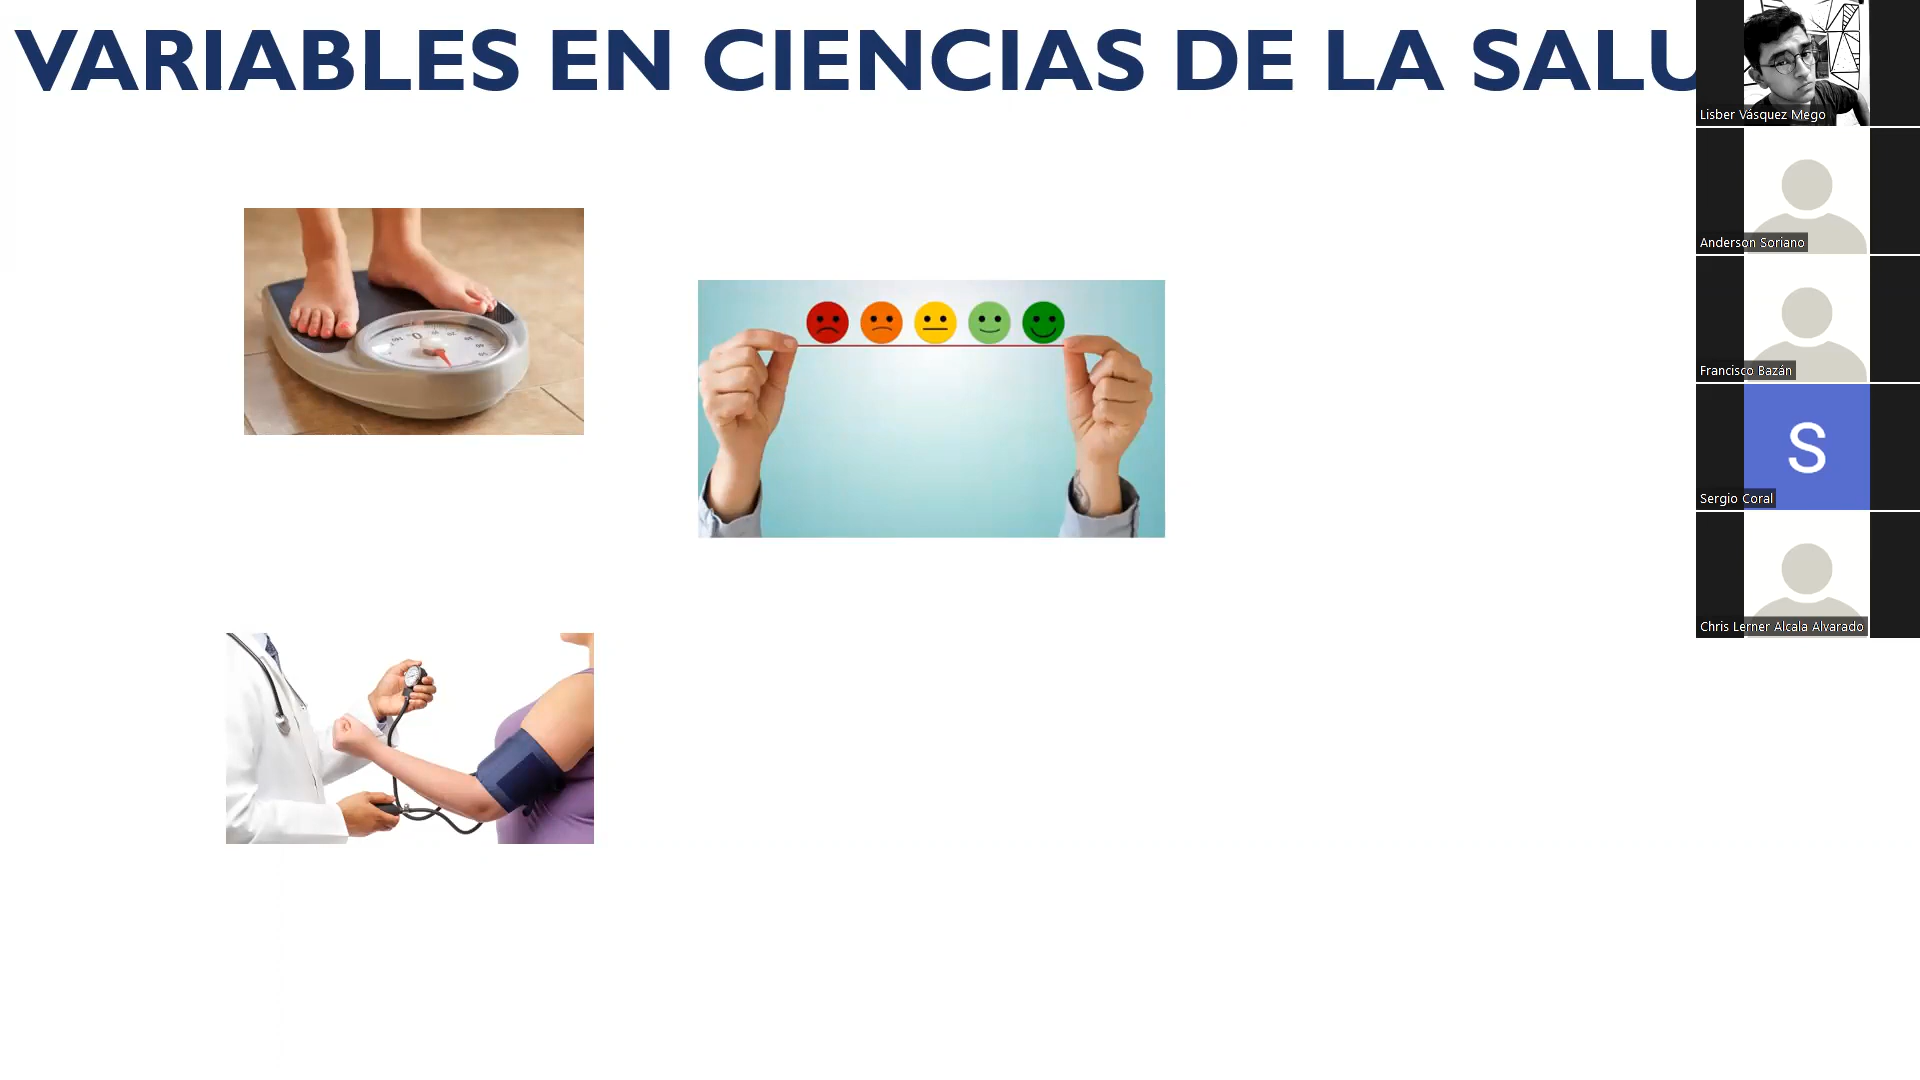 VARIABLES EN CIENCIAS DE LA SALU
Lisber Vásquez Mego
Anderson Soriano
Francisco Bazán
S
Sergio Coral
Chris Lerner Alcala Alvarado